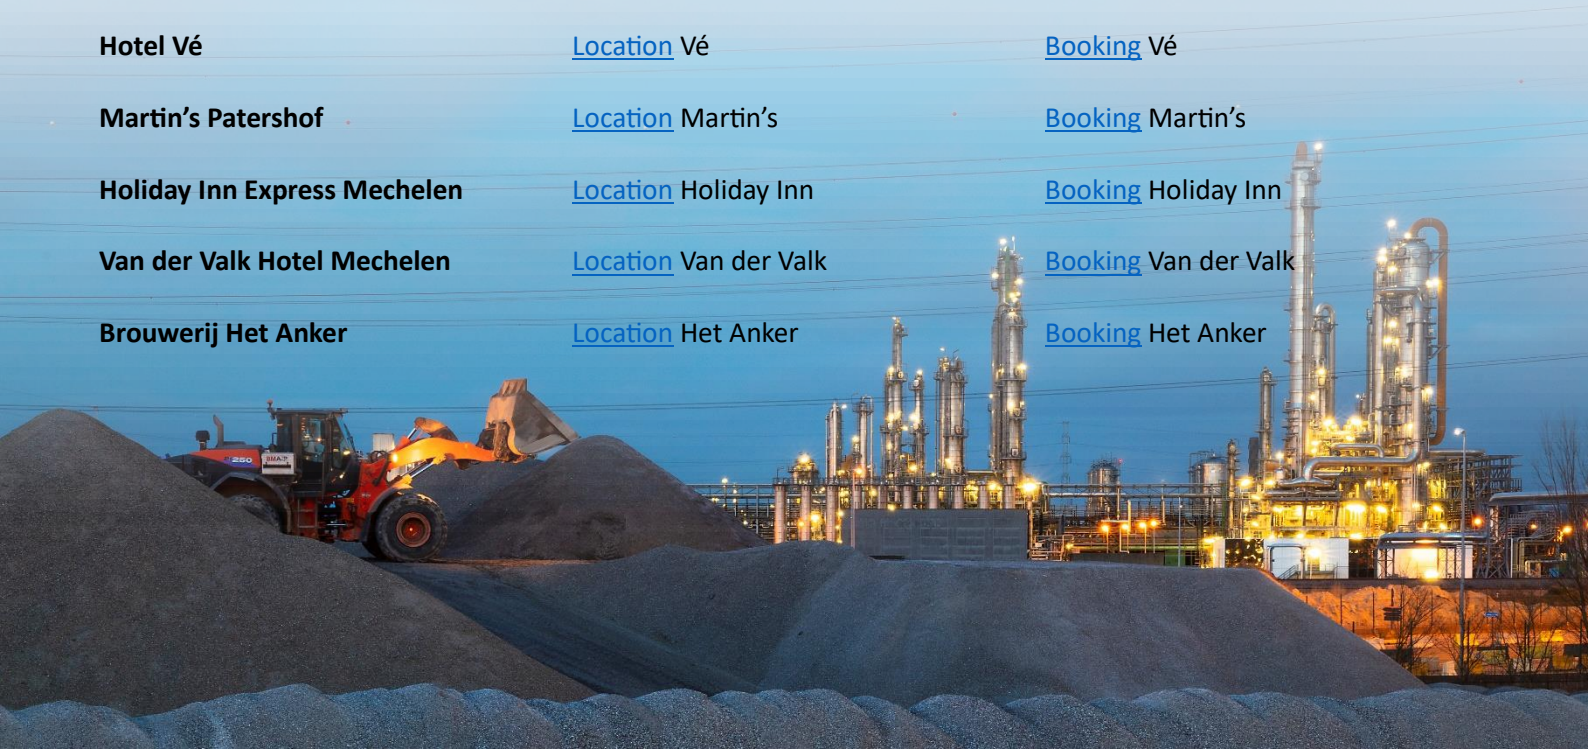 Hotel Vé Location Vé Booking Vé
Martin’s Patershof Location Martin’s Booking Martin’s
Holiday Inn Express Mechelen Location Holiday Inn Booking Holiday Inn
Van der Valk Hotel Mechelen Location Van der Valk Booking Van der Valk
Brouwerij Het Anker Location Het Anker Booking Het Anker
250